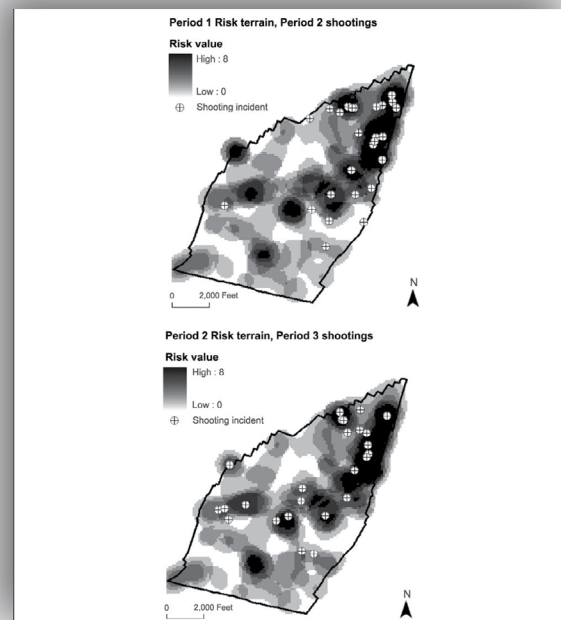 Period 1 Risk terrain, Period 2 shootings
Risk value
High : 8
Low : 0
Shooting incident
N
0 2,000 Feet
Period 2 Risk terrain, Period 3 shootings
Risk value
High : 8
Low : 0
Shooting incident
N
0 2,000 Feet